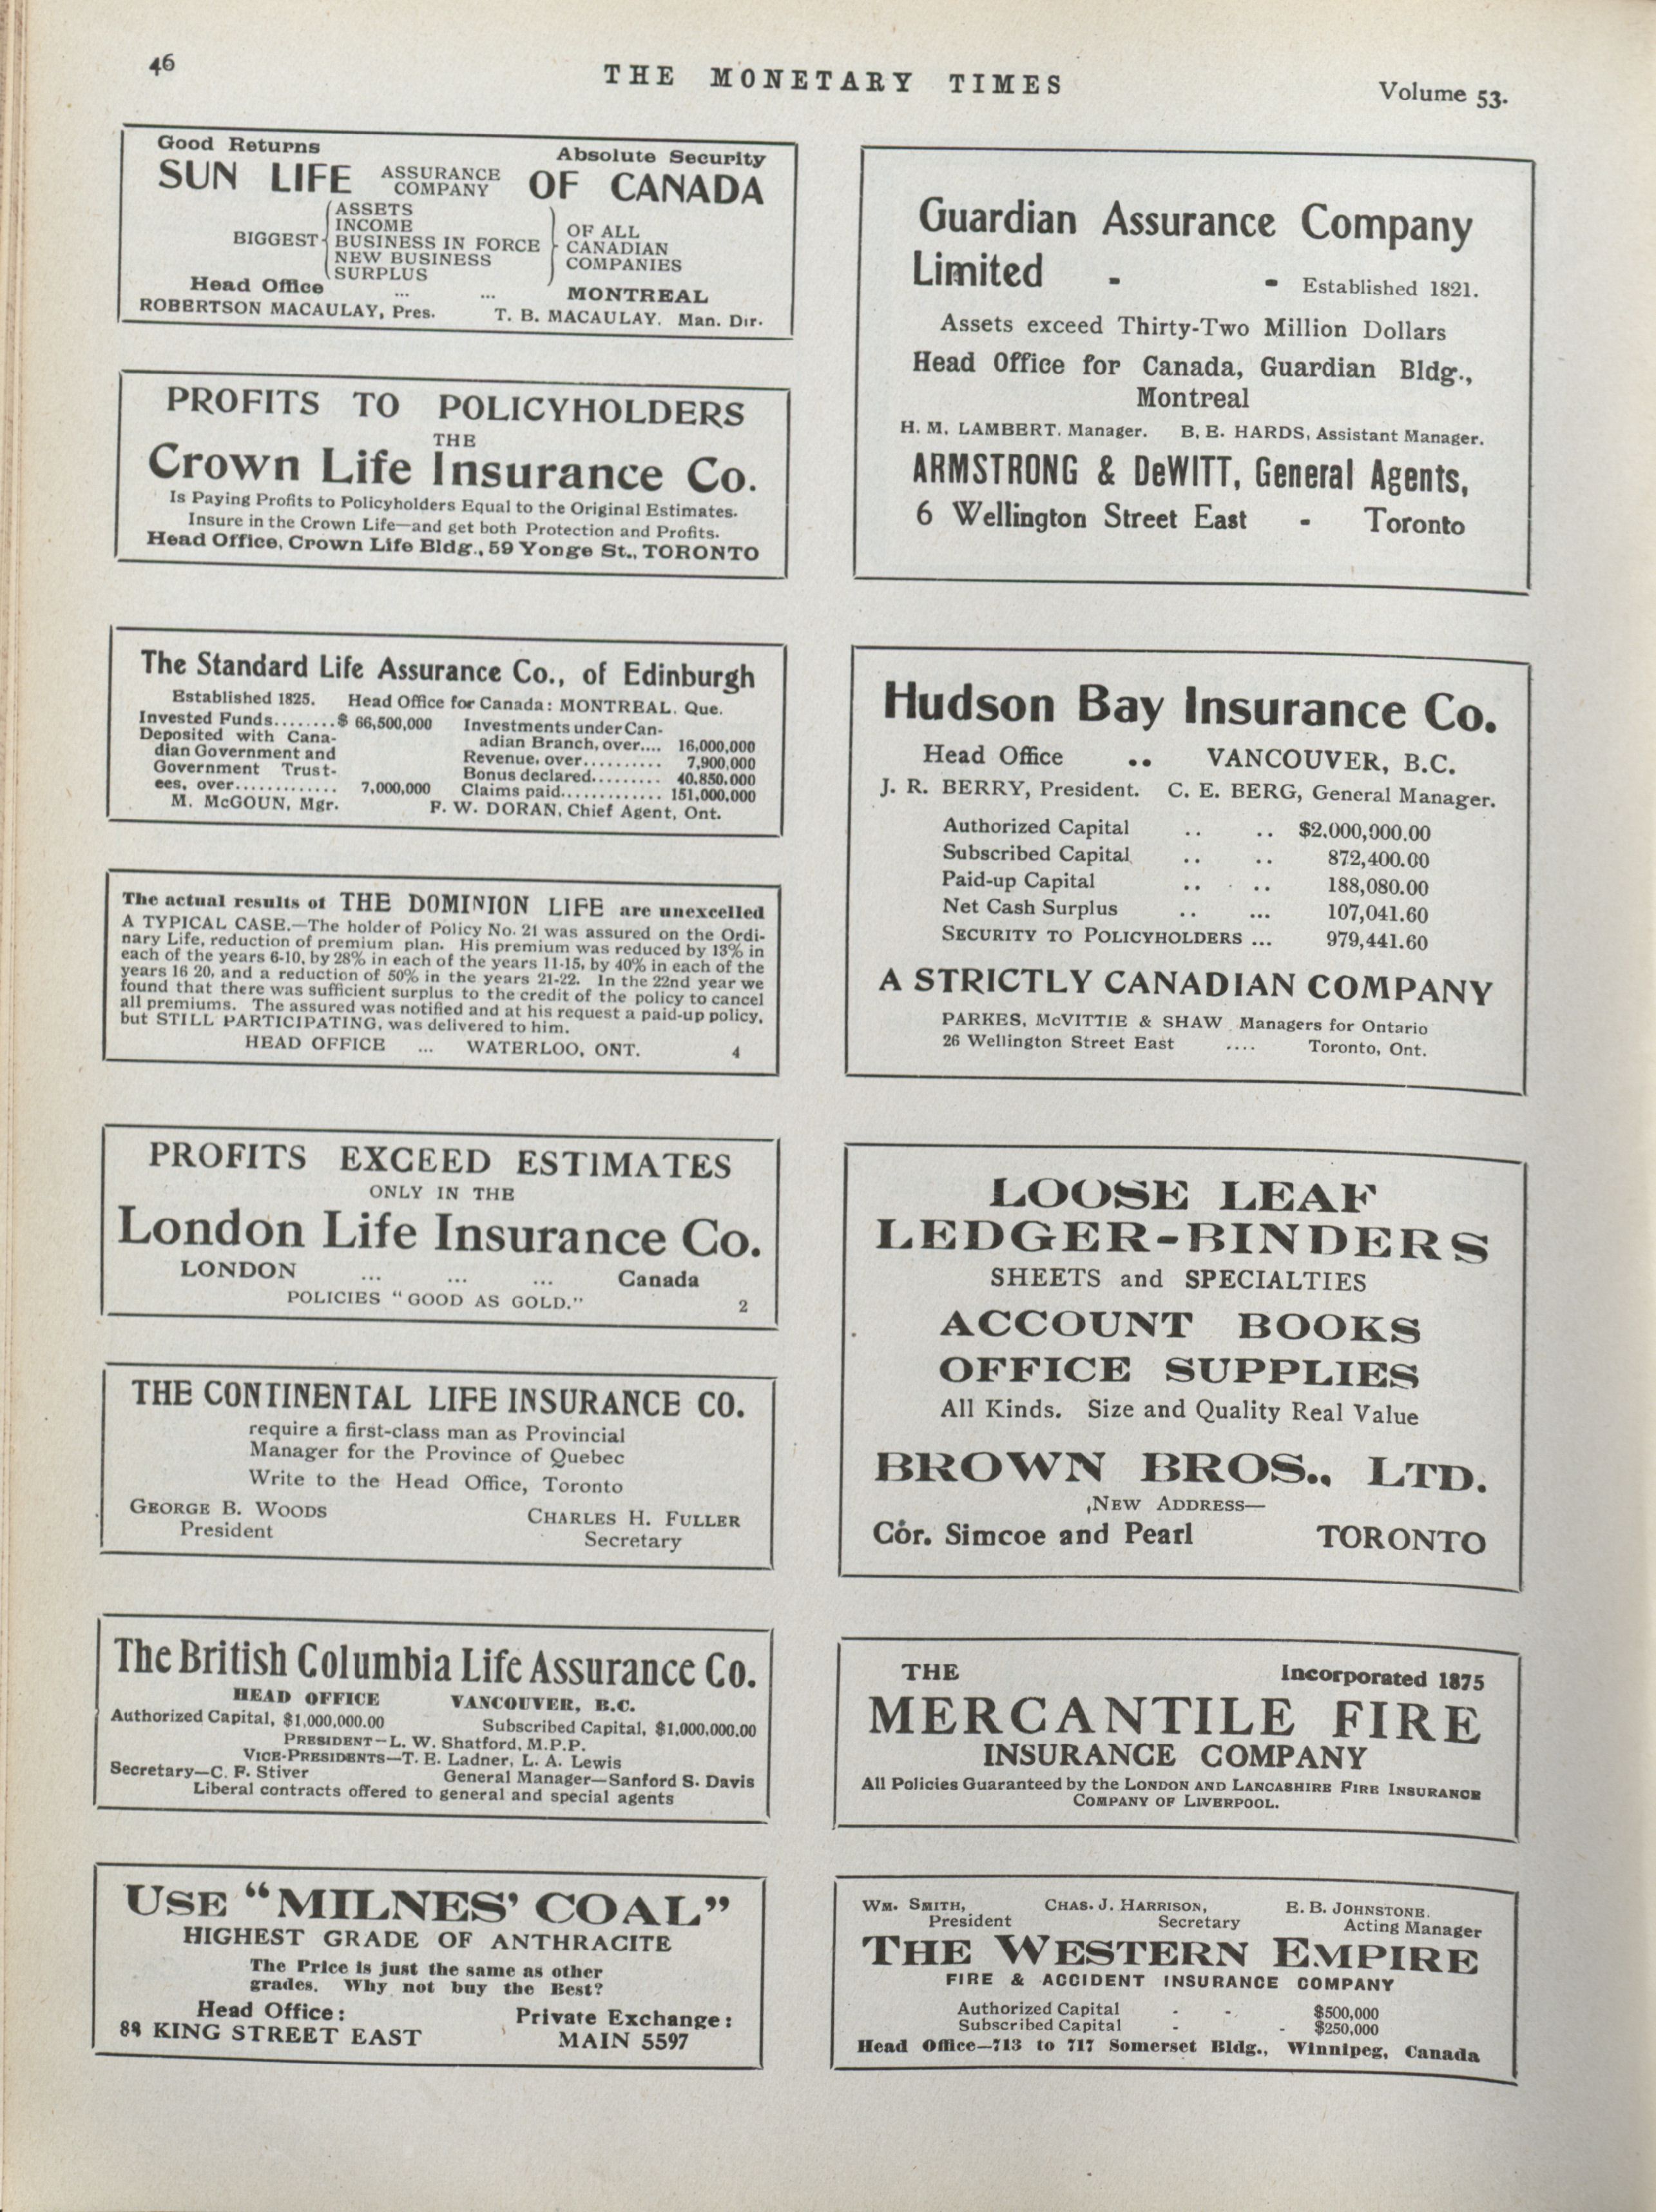 46
THE MONETARY TIMES
Volume 53.
Good Returns Absolute Security
SUN LIFE ASSURANCE COMPANY OF CANADA
BIGGEST
ASSETS
INCOME
BUSINESS IN FORCE
NEW BUSINESS
SURPLUS
OF ALL
CANADIAN
COMPANIES
Head Office ... ... MONTREAL
ROBERTSON MACAULAY, Pres. T. B. MACAULAY. Man. Dir.
PROFITS TO POLICYHOLDERS
THE
Crown Life Insurance Co.
Is Paying Profits to Policyholders Equal to the Original Estimates.
Insure in the Crown Life—and get both Protection and Profits.
Head Office, Crown Life Bldg., 59 Yonge St., TORONTO
The Standard Life Assurance Co., of Edinburgh
Established 1825. Head Office for Canada: MONTREAL. Que.
Invested Funds........$ 66,500,000
Deposited with Cana-
dian Government and
Government Trust-
ees, over............. 7,000,000
Investments under Can-
adian Branch, over.... 16,000,000
Revenue, over.......... 7,900,000
Bonus declared......... 40,850,000
Claims paid............. 151,000,000
M. McGOUN, Mgr. F. W. DORAN, Chief Agent, Ont.
The actual results of THE DOMINION LIFE are unexcelled
A TYPICAL CASE.—The holder of Policy No. 21 was assured on the Ordi-
nary Life, reduction of premium plan. His premium was reduced by 13% in
each of the years 6-10, by 28% in each of the years 11-15, by 40% in each of the
years 16 20, and a reduction of 50% in the years 21-22. In the 22nd year we
found that there was sufficient surplus to the credit of the policy to cancel
all premiums. The assured was notified and at his request a paid-up policy,
but STILL PARTICIPATING, was delivered to him.
HEAD OFFICE ... WATERLOO, ONT. 4
PROFITS EXCEED ESTIMATES
ONLY IN THE
London Life Insurance Co.
LONDON ... ... ... Canada
POLICIES "GOOD AS GOLD." 2
THE CONTINENTAL LIFE INSURANCE CO.
require a first-class man as Provincial
Manager for the Province of Quebec
Write to the Head Office, Toronto
GEORGE B. WOODS CHARLES H. FULLER
President Secretary
The British Columbia Life Assurance Co.
HEAD OFFICE VANCOUVER, B.C.
Authorized Capital, $1,000,000.00 Subscribed Capital, $1,000,000.00
PRESIDENT—L. W. Shatford, M.P.P.
VICE-PRESIDENTS—T. E. Ladner, L. A. Lewis
Secretary—C. F. Stiver General Manager—Sanford S. Davis
Liberal contracts offered to general and special agents
USE "MILNES' COAL"
HIGHEST GRADE OF ANTHRACITE
The Price is just the same as other
grades. Why not buy the Best?
Head Office: Private Exchange:
KING STREET EAST MAIN 5597
Guardian Assurance Company
Limited - - Established 1821.
Assets exceed Thirty-Two Million Dollars
Head Office for Canada, Guardian Bldg.,
Montreal
H. M. LAMBERT. Manager. B. E. HARDS, Assistant Manager.
ARMSTRONG & DeWITT, General Agents,
6 Wellington Street East - Toronto
Hudson Bay Insurance Co.
Head Office .. VANCOUVER, B.C.
J. R. BERRY, President. C. E. BERG, General Manager.
Authorized Capital .. .. $2,000,000.00
Subscribed Capital .. .. 872,400.00
Paid-up Capital .. .. 188,080.00
Net Cash Surplus .. ... 107,041.60
SECURITY TO POLICYHOLDERS ... 979,441.60
A STRICTLY CANADIAN COMPANY
PARKES, McVITTIE & SHAW Managers for Ontario
26 Wellington Street East .... Toronto, Ont.
LOOSE LEAF
LEDGER-BINDERS
SHEETS and SPECIALTIES
ACCOUNT BOOKS
OFFICE SUPPLIES
All Kinds. Size and Quality Real Value
BROWN BROS., LTD.
NEW ADDRESS—
Cor. Simcoe and Pearl TORONTO
THE Incorporated 1875
MERCANTILE FIRE
INSURANCE COMPANY
All Policies Guaranteed by the LONDON AND LANCASHIRE FIRE INSURANCE
COMPANY OF LIVERPOOL.
WM. SMITH, CHAS. J. HARRISON, E. B. JOHNSTONE.
President Secretary Acting Manager
THE WESTERN EMPIRE
FIRE & ACCIDENT INSURANCE COMPANY
Authorized Capital - - $500,000
Subscribed Capital - - $250,000
Head Office—713 to 717 Somerset Bldg., Winnipeg, Canada